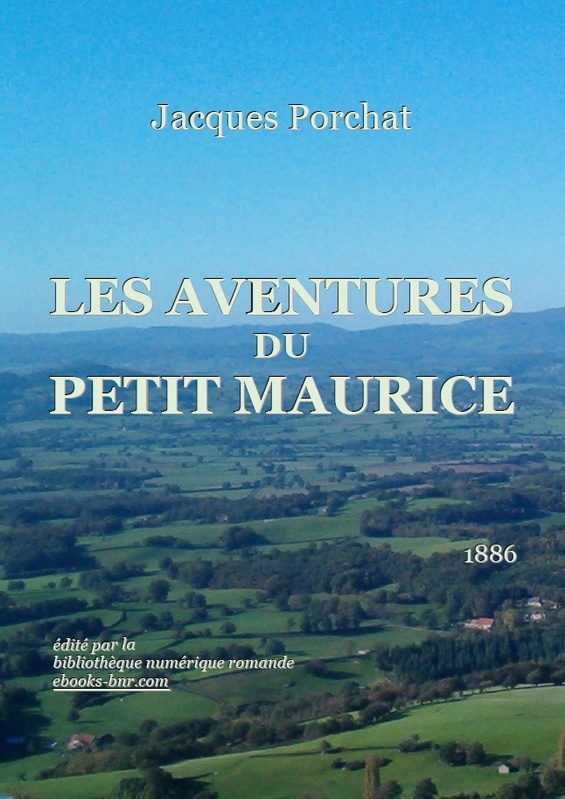 Jacques Porchat
LES AVENTURES
DU
PETIT MAURICE
1886
édité par la
bibliothèque numérique romande
ebooks-bnr.com